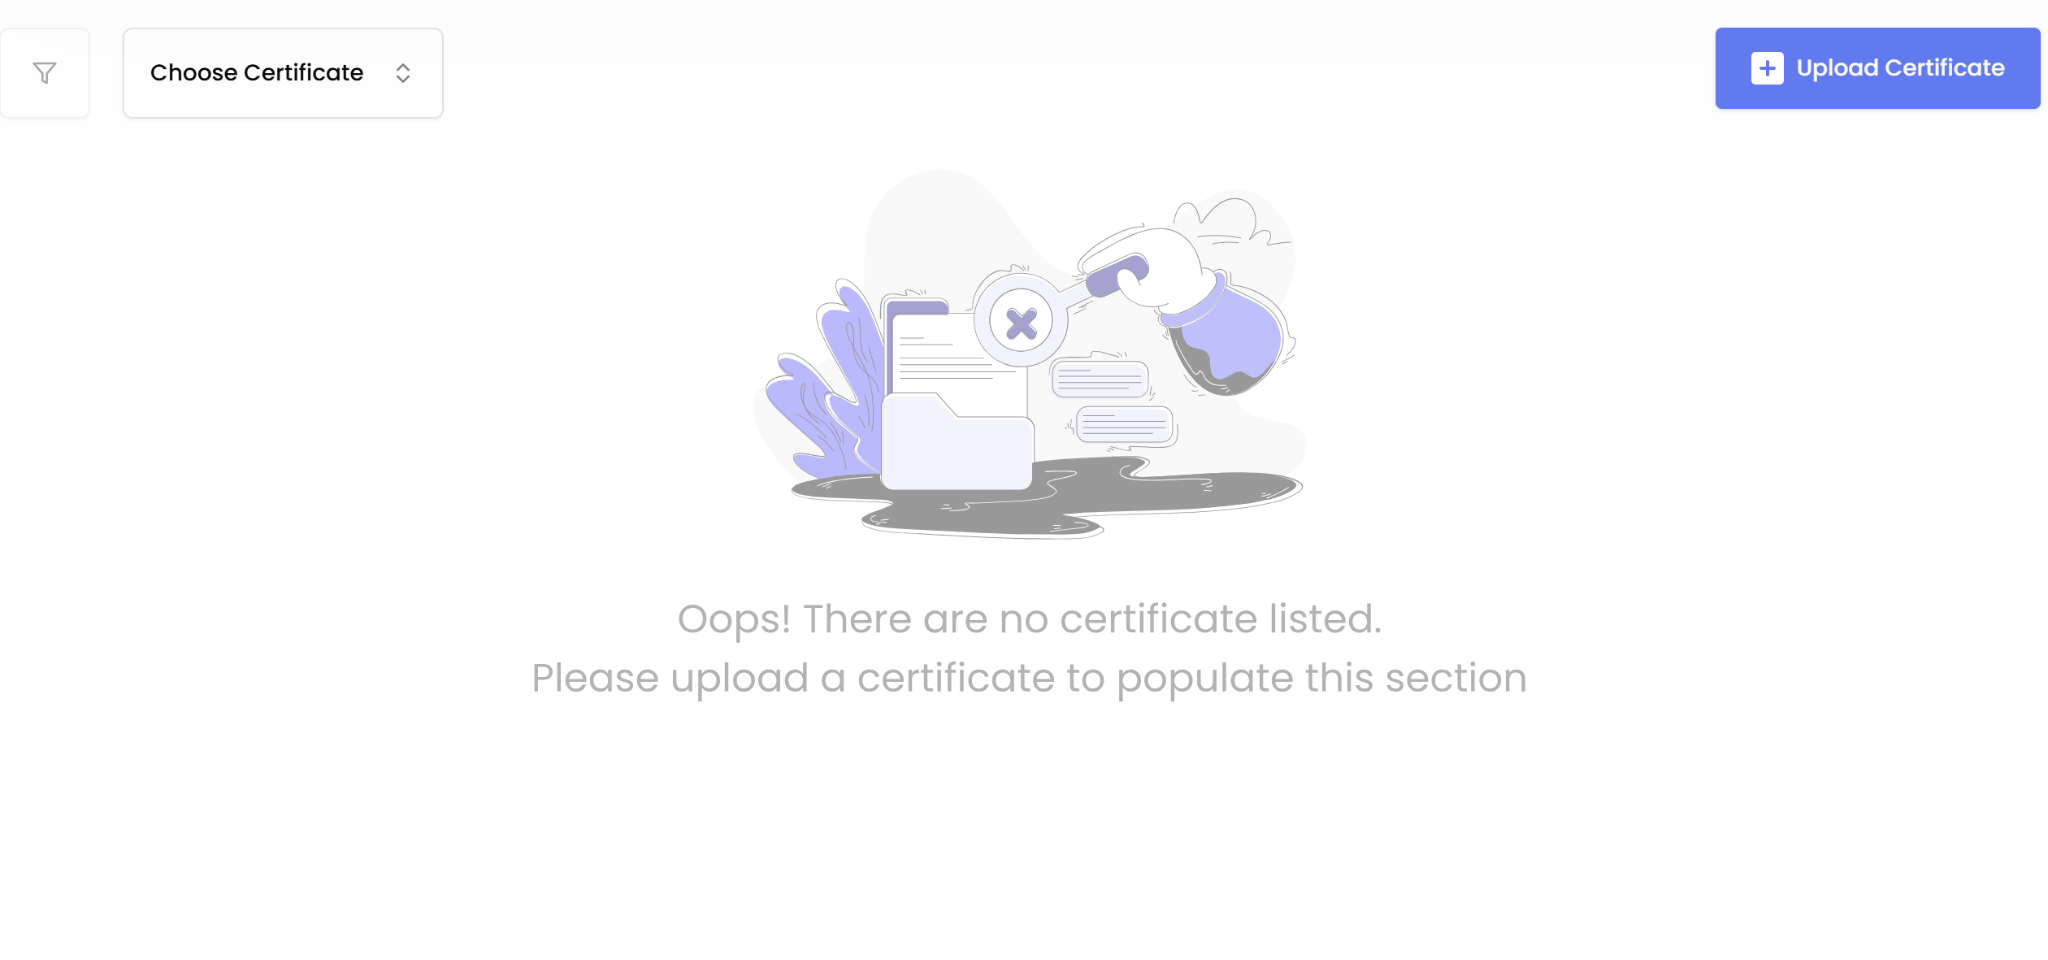 Choose Certificate
Upload Certificate
Oops! There are no certificate listed.
Please upload a certificate to populate this section